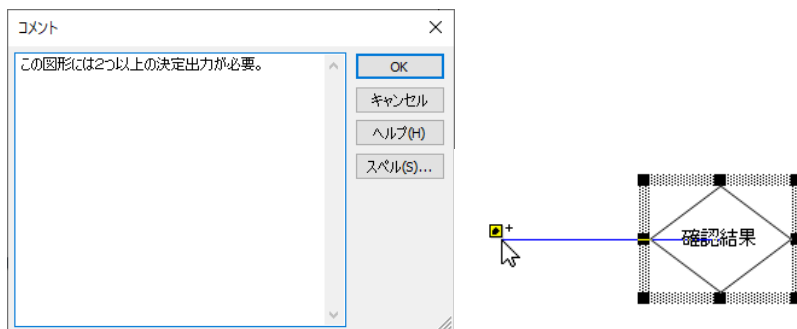 コメント
この図形には2つ以上の決定出力が必要。
OK
キャンセル
ヘルプ(H)
スペル(S)...
確認結果